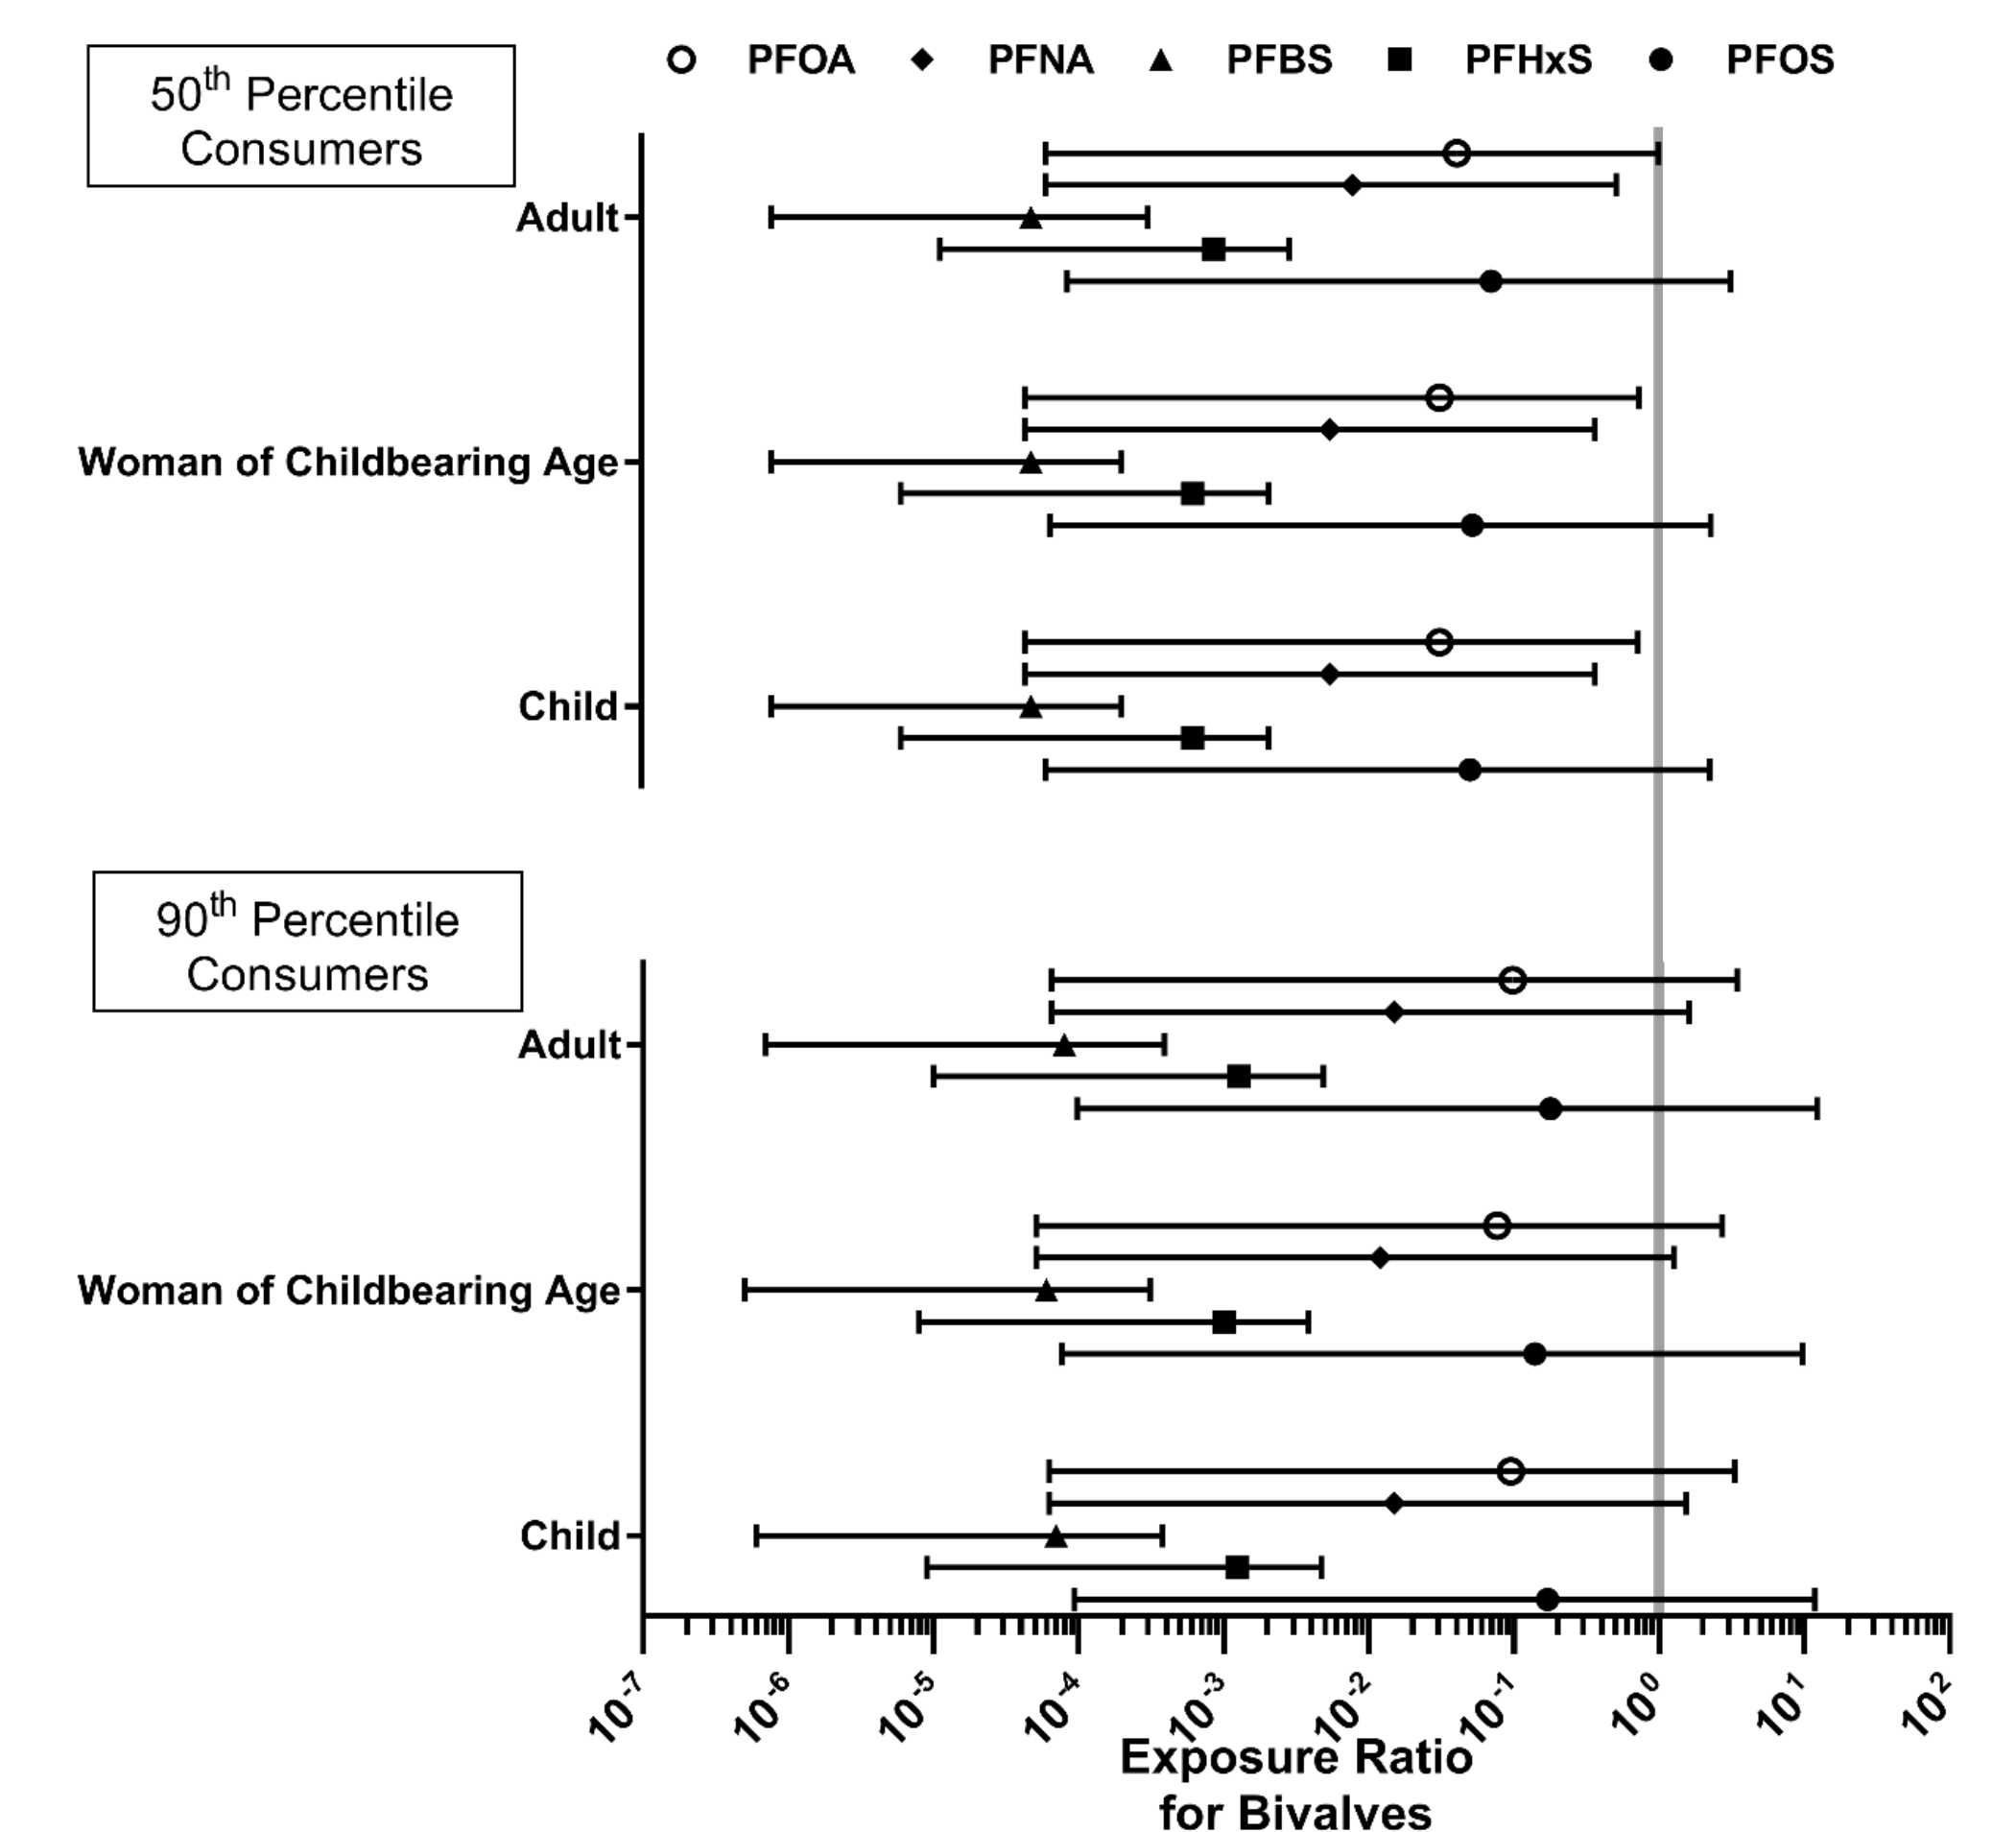 PFOA PFNA PFBS PFHxS PFOS
50th Percentile
Consumers
Adult
Woman of Childbearing Age
Child
90th Percentile
Consumers
Adult
Woman of Childbearing Age
Child
10-7 10-6 10-5 10-4 10-3 10-2 10-1 100 101 102
Exposure Ratio
for Bivalves